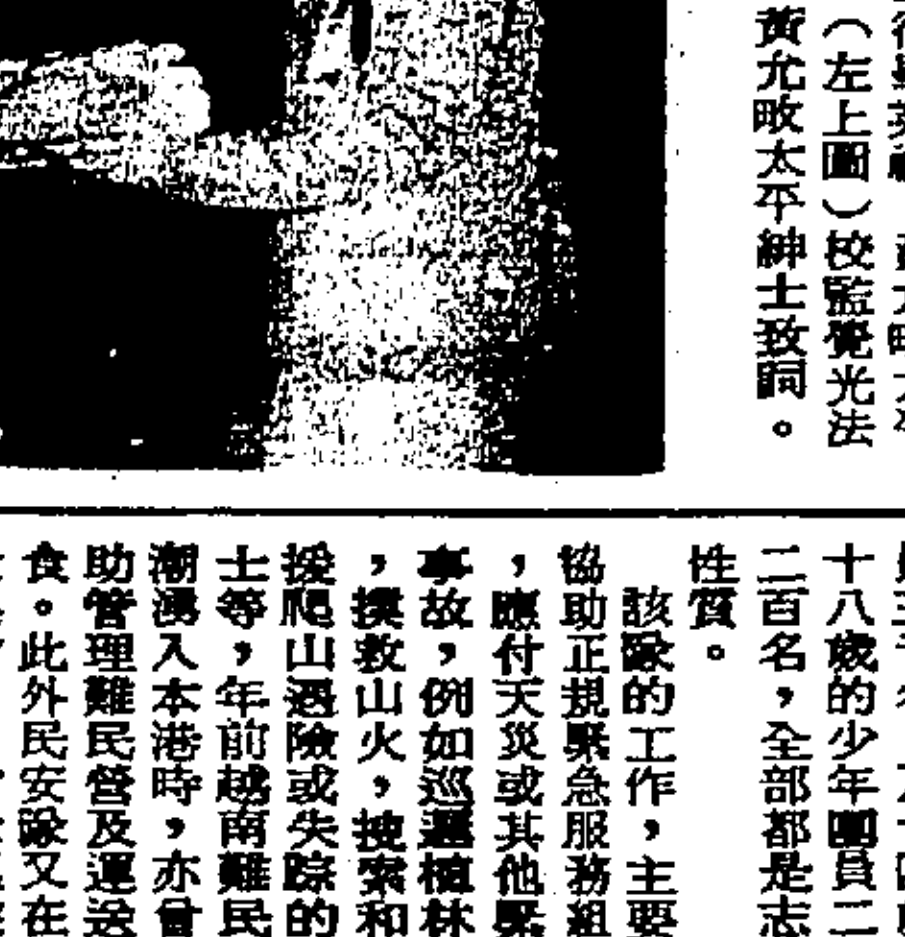 （左上圖）校監覺光法
黃允畋太平紳士致詞。
十八歲的少年團員二
二百名，全部都是志
性質。
該隊的工作，主要
協助正規緊急服務組
，應付天災或其他緊
事故，例如巡邏植林
，撲救山火，搜索和
援爬山遇險或失踪的
士等，年前越南難民
潮湧入本港時，亦曾
助管理難民營及運送
食。此外民安隊又在